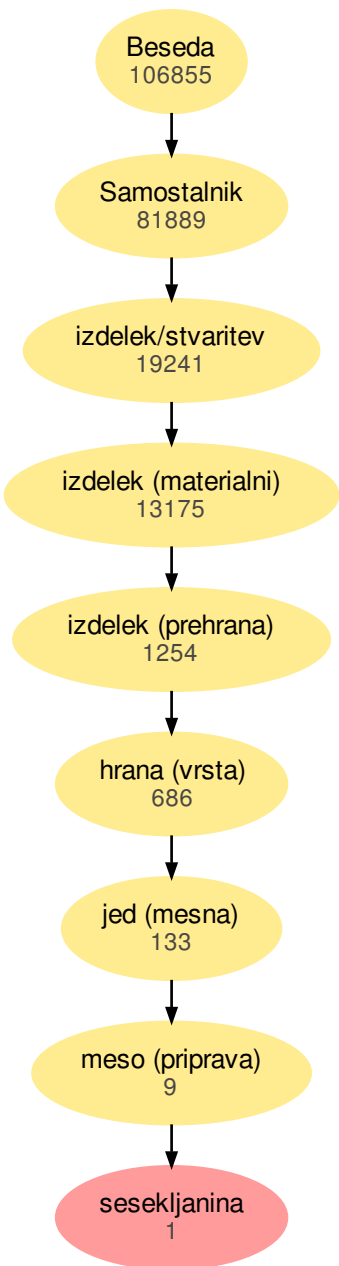 Beseda
106855
Samostalnik
81889
izdelek/stvaritev
19241
izdelek (materialni)
13175
izdelek (prehrana)
1254
hrana (vrsta)
686
jed (mesna)
133
meso (priprava)
9
sesekljanina
1